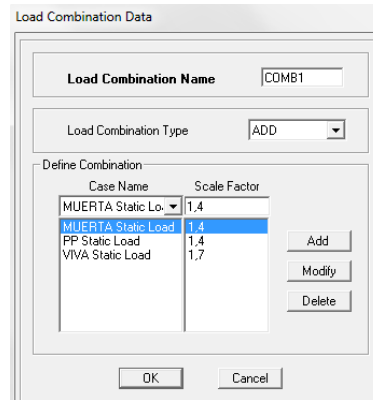 Load Combination Data
Load Combination Name COMB1
Load Combination Type ADD
Define Combination
Case Name Scale Factor
MUERTA Static Lo 1,4
MUERTA Static Load 1,4
PP Static Load 1,4
VIVA Static Load 1,7
Add
Modify
Delete
OK Cancel